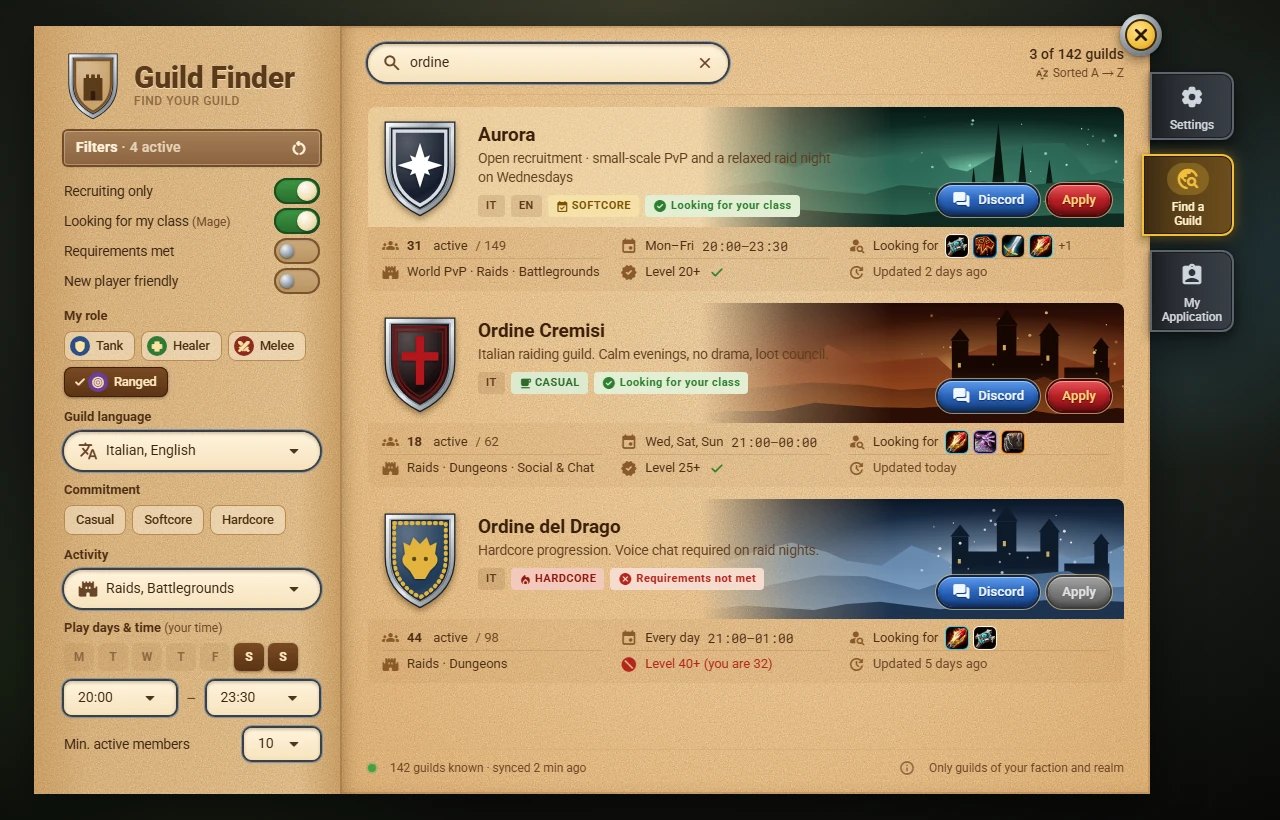 Guild Finder
FIND YOUR GUILD
Filters · 4 active
Recruiting only
Looking for my class (Mage)
Requirements met
New player friendly
My role
Tank
Healer
Melee
Ranged
Guild language
Italian, English
Commitment
Casual
Softcore
Hardcore
Activity
Raids, Battlegrounds
Play days & time (your time)
M T W T F S S
20:00 – 23:30
Min. active members 10
ordine
3 of 142 guilds
Sorted A → Z
Aurora
Open recruitment · small-scale PvP and a relaxed raid night
on Wednesdays
IT EN SOFTCORE Looking for your class
Discord Apply
31 active / 149 Mon–Fri 20:00–23:30 Looking for +1
World PvP · Raids · Battlegrounds Level 20+ Updated 2 days ago
Ordine Cremisi
Italian raiding guild. Calm evenings, no drama, loot council.
IT CASUAL Looking for your class
Discord Apply
18 active / 62 Wed, Sat, Sun 21:00–00:00 Looking for
Raids · Dungeons · Social & Chat Level 25+ Updated today
Ordine del Drago
Hardcore progression. Voice chat required on raid nights.
IT HARDCORE Requirements not met
Discord Apply
44 active / 98 Every day 21:00–01:00 Looking for
Raids · Dungeons Level 40+ (you are 32) Updated 5 days ago
142 guilds known · synced 2 min ago
Only guilds of your faction and realm
Settings
Find a
Guild
My
Application